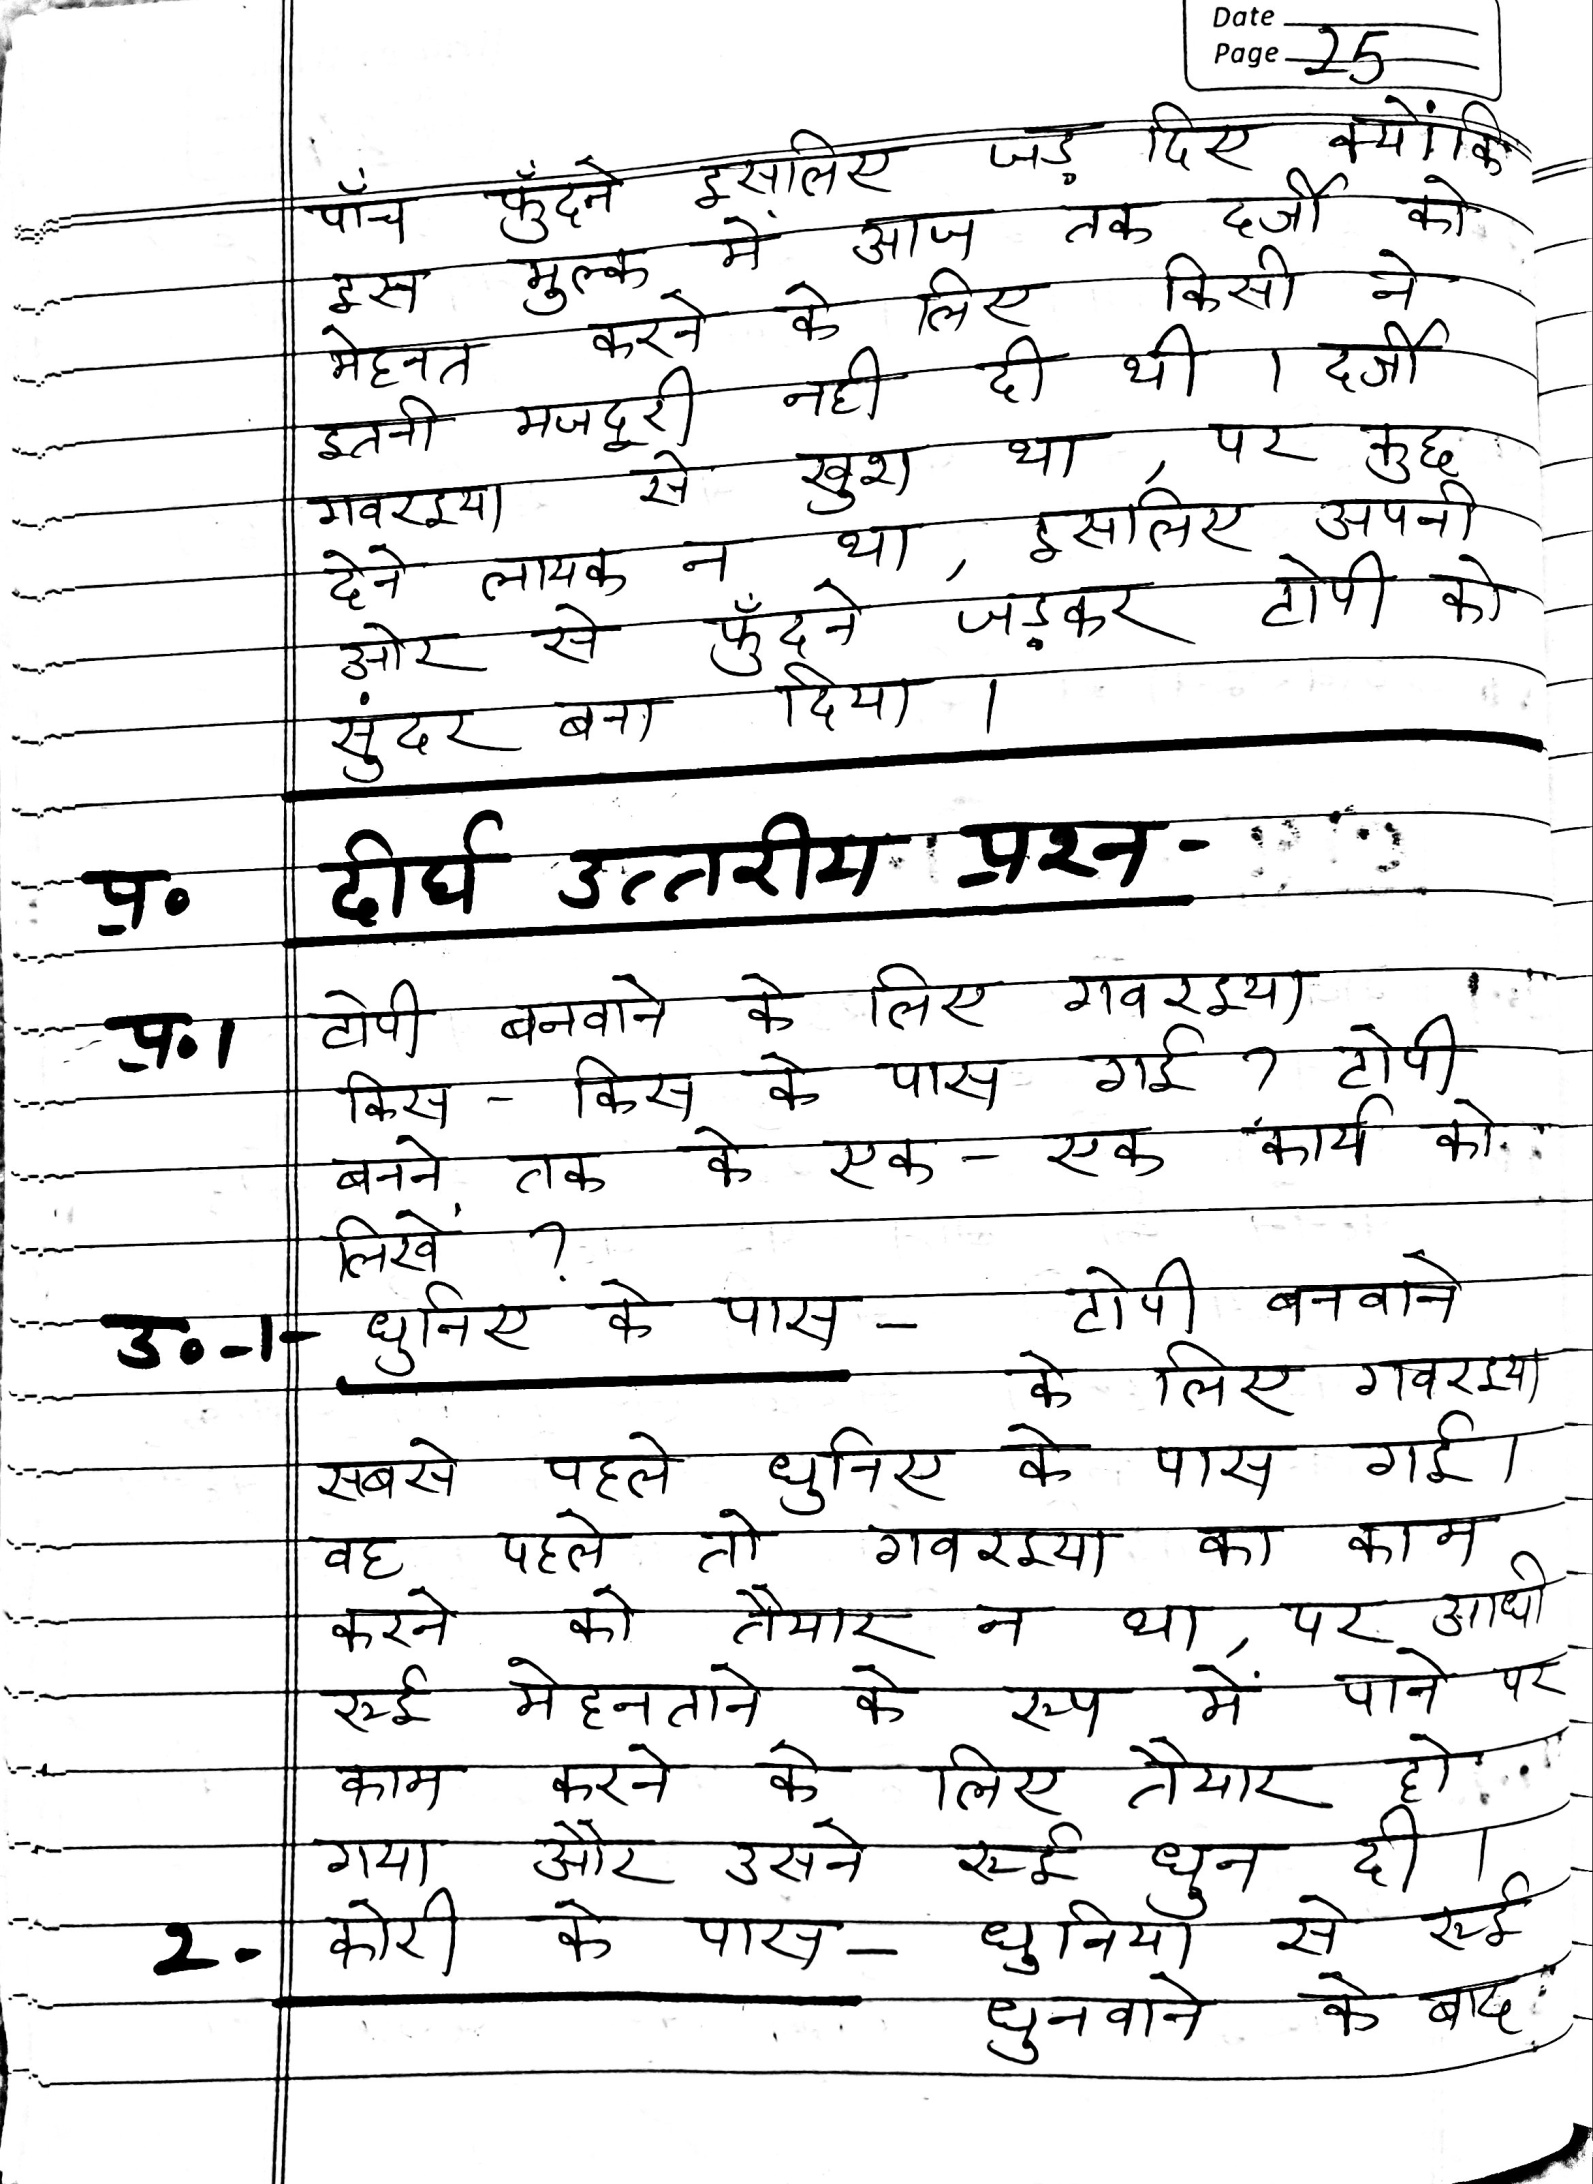 Date
Page 25
पाँच फुँदने इसलिए जड़ दिए क्योंकि
इस मुल्क में आज तक दर्जी को
मेहनत करने के लिए किसी ने
इतनी मजदूरी नही दी थी । दर्जी
गवरइया से खुश था , पर कुछ
देने लायक न था , इसलिए अपनी
ओर से फुँदने जड़कर टोपी को
सुंदर बना दिया ।
प्र॰ दीर्घ उत्तरीय प्रश्न -
प्र॰1 टोपी बनवाने के लिए गवरइया
किस - किस के पास गई ? टोपी
बनने तक के एक - एक कार्य को
लिखें ?
उ॰-1- धुनिए के पास - टोपी बनवाने
के लिए गवरइया
सबसे पहले धुनिए के पास गई ।
वह पहले तो गवरइया का काम
करने को तैयार न था , पर आधी
रूई मेहनताने के रूप में पाने पर
काम करने के लिए तैयार हो
गया और उसने रूई धुन दी ।
2- कोरी के पास - धुनियाँ से रूई
धुनवाने के बाद